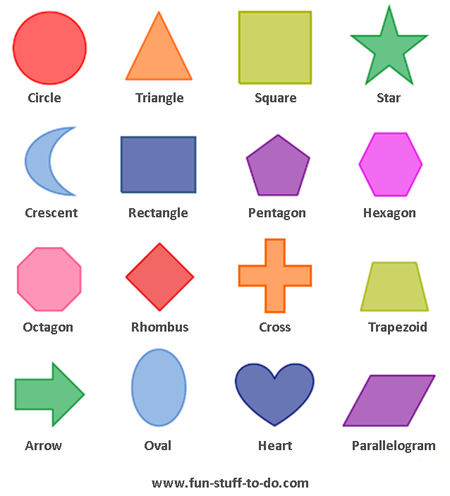 Circle Triangle Square Star
Crescent Rectangle Pentagon Hexagon
Octagon Rhombus Cross Trapezoid
Arrow Oval Heart Parallelogram
www.fun-stuff-to-do.com